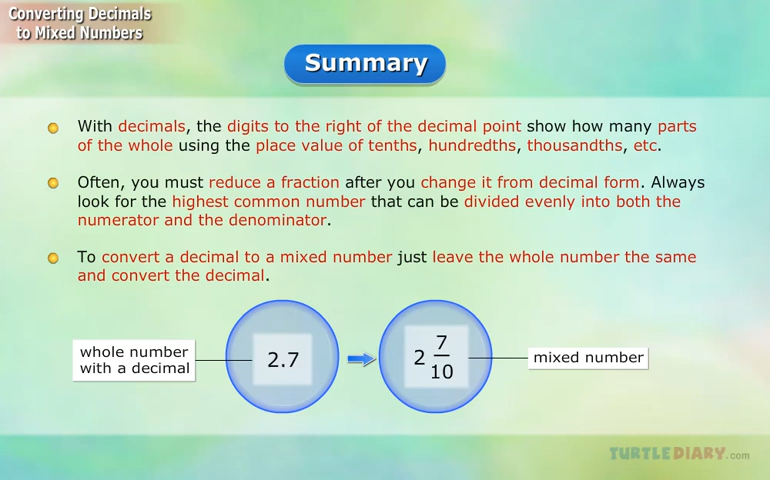 Converting Decimals
to Mixed Numbers
Summary
With decimals, the digits to the right of the decimal point show how many parts
of the whole using the place value of tenths, hundredths, thousandths, etc.
Often, you must reduce a fraction after you change it from decimal form. Always
look for the highest common number that can be divided evenly into both the
numerator and the denominator.
To convert a decimal to a mixed number just leave the whole number the same
and convert the decimal.
whole number
with a decimal
2.7
2 7/10
mixed number
TURTLEDIARY.com